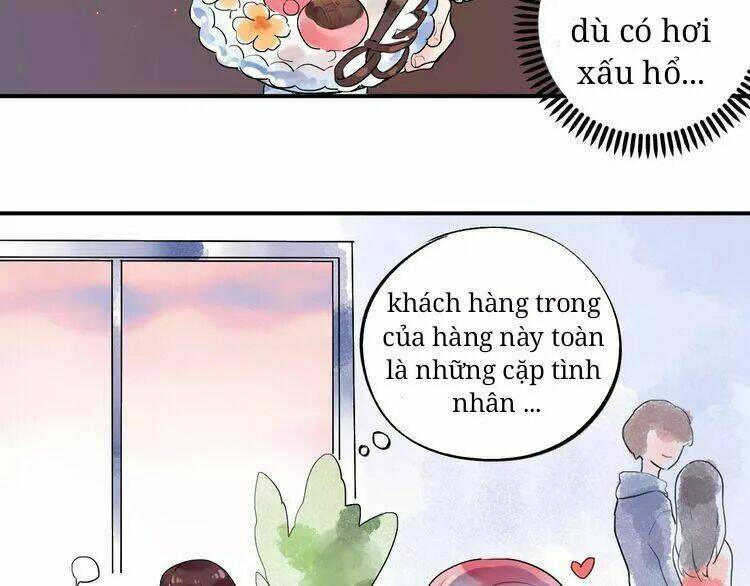 dù có hơi
xấu hổ...
khách hàng trong
của hàng này toàn
là những cặp tình
nhân ...